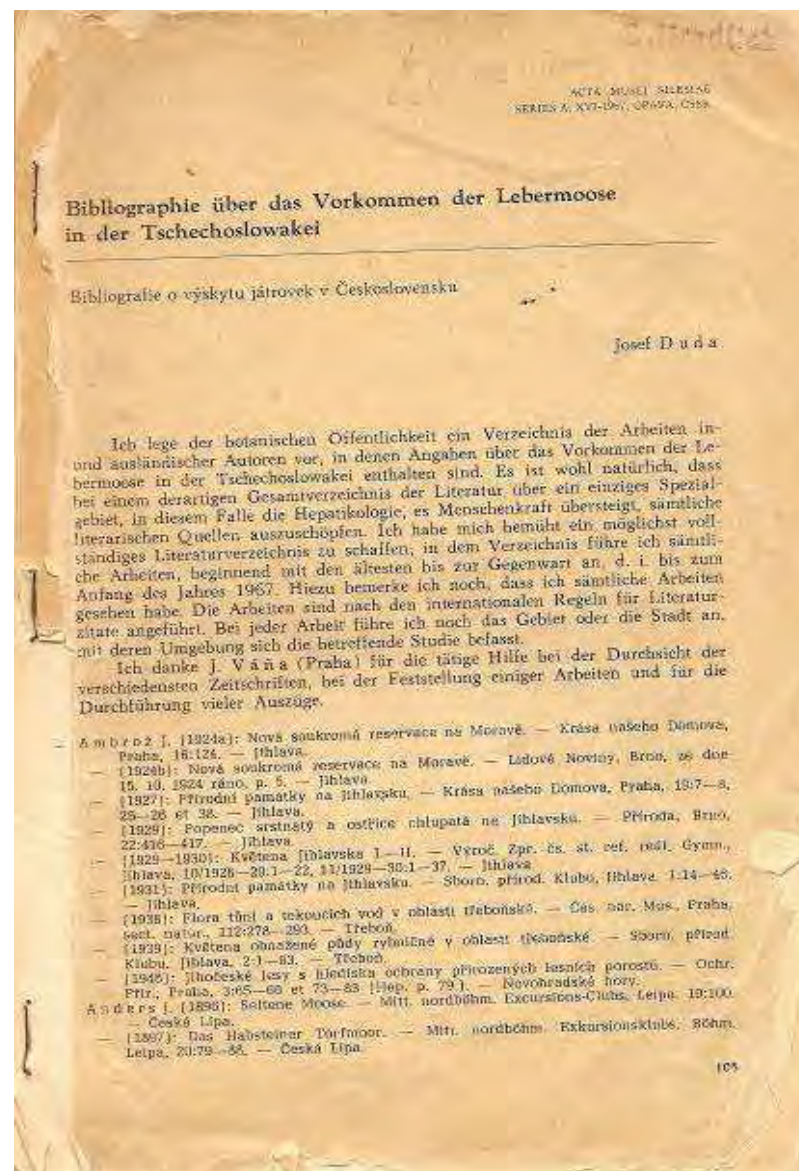 ACTA MUSEI SILESIAE
SERIES A, XVI-1967, OPAVA, ČSSR
Bibliographie über das Vorkommen der Lebermoose
in der Tschechoslowakei
Bibliografie o výskytu játrovek v Československu
Josef Duda
Ich lege der botanischen Öffentlichkeit ein Verzeichnis der Arbeiten in-
und ausländischer Autoren vor, in denen Angaben über das Vorkommen der Le-
bermoose in der Tschechoslowakei enthalten sind. Es ist wohl natürlich, dass
bei einem derartigen Gesamtverzeichnis der Literatur über ein einziges Spezial-
gebiet, in diesem Falle die Hepatikologie, es Menschenkraft übersteigt, sämtliche
literarischen Quellen auszuschöpfen. Ich habe mich bemüht ein möglichst voll-
ständiges Literaturverzeichnis zu schaffen; in dem Verzeichnis führe ich sämtli-
che Arbeiten, beginnend mit den ältesten bis zur Gegenwart an, d. i. bis zum
Anfang des Jahres 1967. Hiezu bemerke ich noch, dass ich sämtliche Arbeiten
gesehen habe. Die Arbeiten sind nach den internationalen Regeln für Literatur-
zitate angeführt. Bei jeder Arbeit führe ich noch das Gebiet oder die Stadt an,
mit deren Umgebung sich die betreffende Studie befasst.
Ich danke J. Váňa (Praha) für die tätige Hilfe bei der Durchsicht der
verschiedensten Zeitschriften, bei der Feststellung einiger Arbeiten und für die
Durchführung vieler Auszüge.
Ambrož J. (1924a): Nová soukromá reservace na Moravě. — Krása našeho Domova,
Praha, 16:124. — Jihlava.
— (1924b): Nová soukromá reservace na Moravě. — Lidové Noviny, Brno, ze dne
15. 10. 1924 ráno, p. 5. — Jihlava.
— (1927): Přírodní památky na Jihlavsku. — Krása našeho Domova, Praha, 19:7—8,
25—26 et 38. — Jihlava.
— (1929): Popenec srstnatý a ostřice chlupatá na Jihlavsku. — Příroda, Brno,
22:416—417. — Jihlava.
— (1929—1930): Květena Jihlavska I—II. — Výroč. Zpr. čs. st. ref. reál. Gymn.,
Jihlava, 10/1928—29:1—22, 11/1929—30:1—37. — Jihlava.
— (1931): Přírodní památky na Jihlavsku. — Sborn. přírod. Klubu, Jihlava, 1:14—48.
— Jihlava.
— (1938): Flora tůní a tekoucích vod v oblasti třeboňské. — Čas. nár. Mus., Praha,
sect. natur., 112:278—293. — Třeboň.
— (1939): Květena obnažené půdy rybničné v oblasti třeboňské. — Sborn. přírod.
Klubu, Jihlava, 2:1—83. — Třeboň.
— (1948): Jihočeské lesy s hlediska ochrany přirozených lesních porostů. — Ochr.
Přír., Praha, 3:65—66 et 73—83 [Hep. p. 79]. — Novohradské hory.
Anders J. (1896): Seltene Moose. — Mitt. nordböhm. Excursions-Clubs, Leipa, 19:100.
— Česká Lípa.
— (1897): Das Habsteiner Torfmoor. — Mitt. nordböhm. Exkursionsklubs, Böhm.
Leipa, 20:79—88. — Česká Lípa.
105